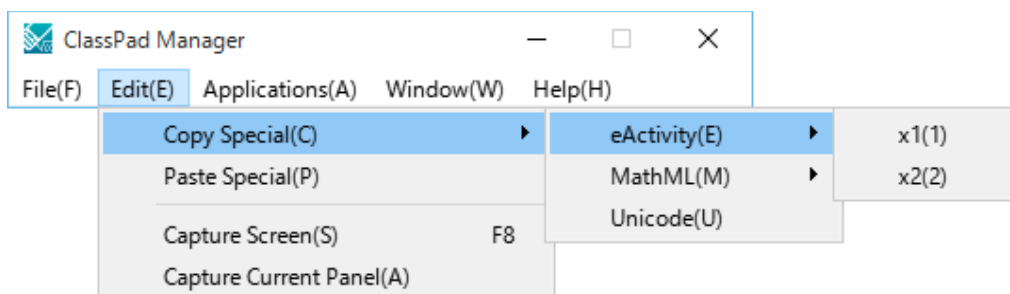 ClassPad Manager
File(F) Edit(E) Applications(A) Window(W) Help(H)
Copy Special(C) eActivity(E) x1(1)
Paste Special(P) MathML(M) x2(2)
Unicode(U)
Capture Screen(S) F8
Capture Current Panel(A)